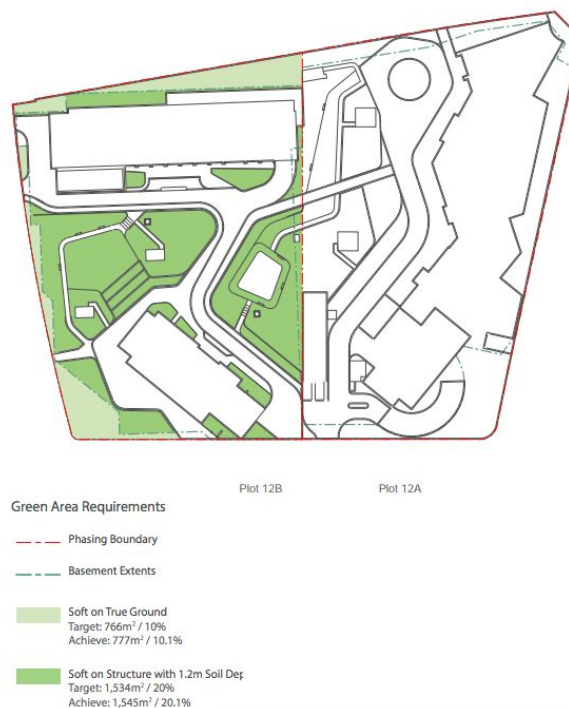 Plot 12B Plot 12A
Green Area Requirements
Phasing Boundary
Basement Extents
Soft on True Ground
Target: 766m² / 10%
Achieve: 777m² / 10.1%
Soft on Structure with 1.2m Soil Dep
Target: 1,534m² / 20%
Achieve: 1,545m² / 20.1%